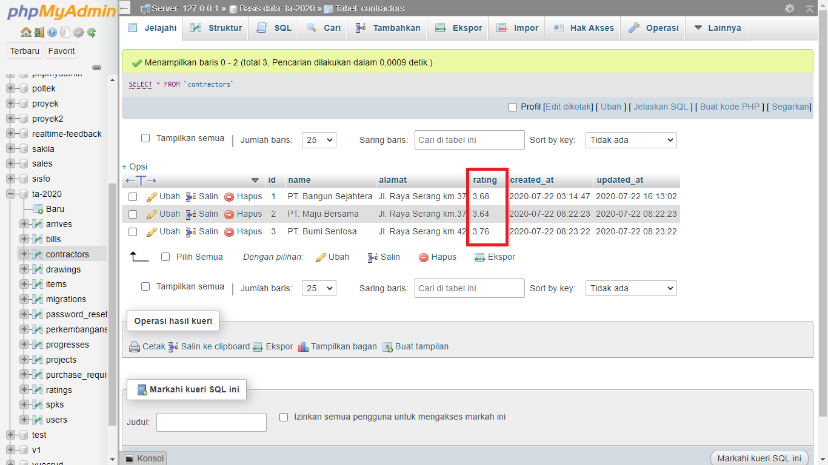 phpMyAdmin
Terbaru Favorit
phpmyadmin
poltek
proyek
proyek2
realtime-feedback
sakila
sales
sisfo
ta-2020
Baru
arrives
bills
contractors
drawings
items
migrations
password_reset
perkembangans
progresses
projects
purchase_requi
ratings
spks
users
test
v1
Server: 127.0.0.1 » Basis data: ta-2020 » Tabel: contractors
Jelajahi Struktur SQL Cari Tambahkan Ekspor Impor Hak Akses Operasi Lainnya
Menampilkan baris 0 - 2 (total 3, Pencarian dilakukan dalam 0,0009 detik.)
SELECT * FROM `contractors`
Profil [Edit dikotak] [ Ubah ] [ Jelaskan SQL ] [ Buat kode PHP ] [ Segarkan]
Tampilkan semua | Jumlah baris: 25 Saring baris: Cari di tabel ini Sort by key: Tidak ada
+ Opsi
←T→ id name alamat rating created_at updated_at
Ubah Salin Hapus 1 PT. Bangun Sejahtera Jl. Raya Serang km.37 3.68 2020-07-22 03:14:47 2020-07-22 16:13:02
Ubah Salin Hapus 2 PT. Maju Bersama Jl. Raya Serang km.37 3.64 2020-07-22 08:22:23 2020-07-22 08:22:23
Ubah Salin Hapus 3 PT. Bumi Sentosa Jl. Raya Serang km.42 3.76 2020-07-22 08:23:22 2020-07-22 08:23:22
Pilih Semua Dengan pilihan: Ubah Salin Hapus Ekspor
Tampilkan semua | Jumlah baris: 25 Saring baris: Cari di tabel ini Sort by key: Tidak ada
Operasi hasil kueri
Cetak Salin ke clipboard Ekspor Tampilkan bagan Buat tampilan
Markahi kueri SQL ini
Judul: Izinkan semua pengguna untuk mengakses markah ini
Konsol Markahi kueri SQL ini